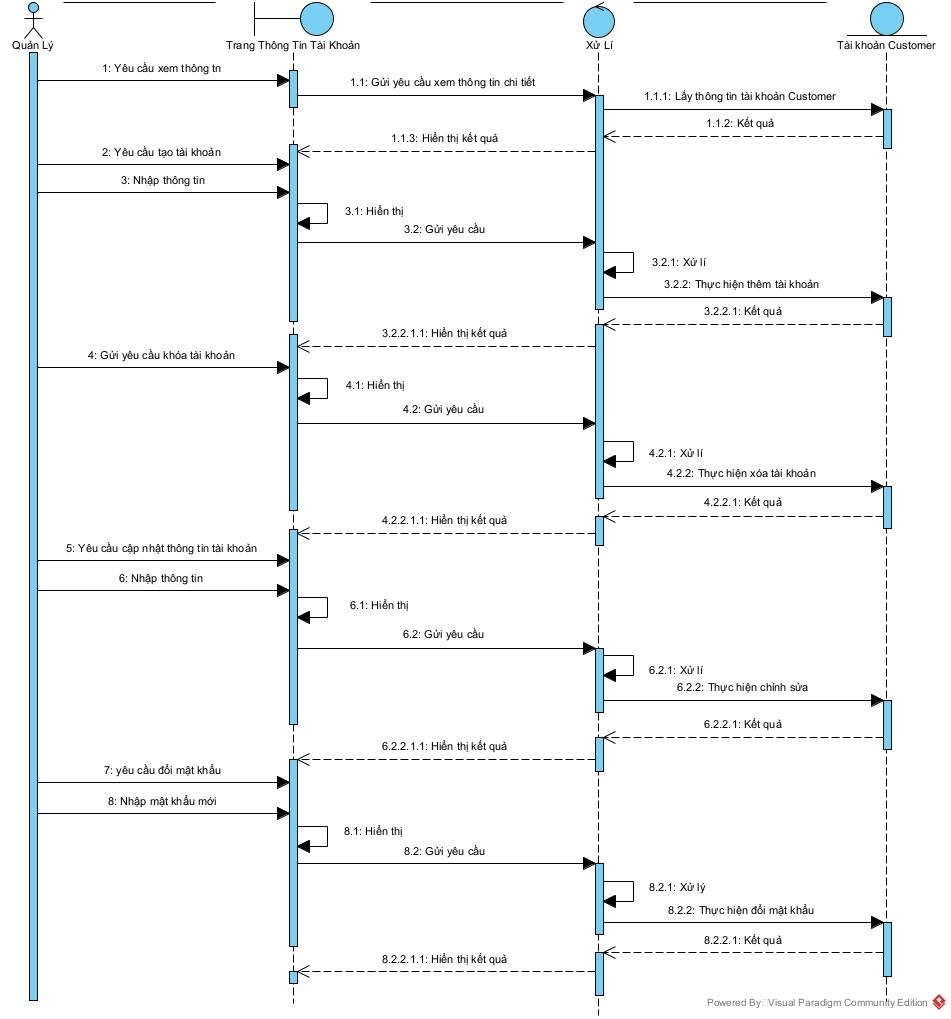 Quản Lý
Trang Thông Tin Tài Khoản
Xử Lí
Tài khoản Customer
1: Yêu cầu xem thông tn
1.1: Gửi yêu cầu xem thông tin chi tiết
1.1.1: Lấy thông tin tài khoản Customer
1.1.2: Kết quả
1.1.3: Hiển thị kết quả
2: Yêu cầu tạo tài khoản
3: Nhập thông tin
3.1: Hiển thị
3.2: Gửi yêu cầu
3.2.1: Xử lí
3.2.2: Thực hiện thêm tài khoản
3.2.2.1: Kết quả
3.2.2.1.1: Hiển thị kết quả
4: Gửi yêu cầu khóa tài khoản
4.1: Hiển thị
4.2: Gửi yêu cầu
4.2.1: Xử lí
4.2.2: Thực hiện xóa tài khoản
4.2.2.1: Kết quả
4.2.2.1.1: Hiển thị kết quả
5: Yêu cầu cập nhật thông tin tài khoản
6: Nhập thông tin
6.1: Hiển thị
6.2: Gửi yêu cầu
6.2.1: Xử lí
6.2.2: Thực hiện chỉnh sửa
6.2.2.1: Kết quả
6.2.2.1.1: Hiển thị kết quả
7: yêu cầu đổi mật khẩu
8: Nhập mật khẩu mới
8.1: Hiển thị
8.2: Gửi yêu cầu
8.2.1: Xử lý
8.2.2: Thực hiện đổi mật khẩu
8.2.2.1: Kết quả
8.2.2.1.1: Hiển thị kết quả
Powered By Visual Paradigm Community Edition